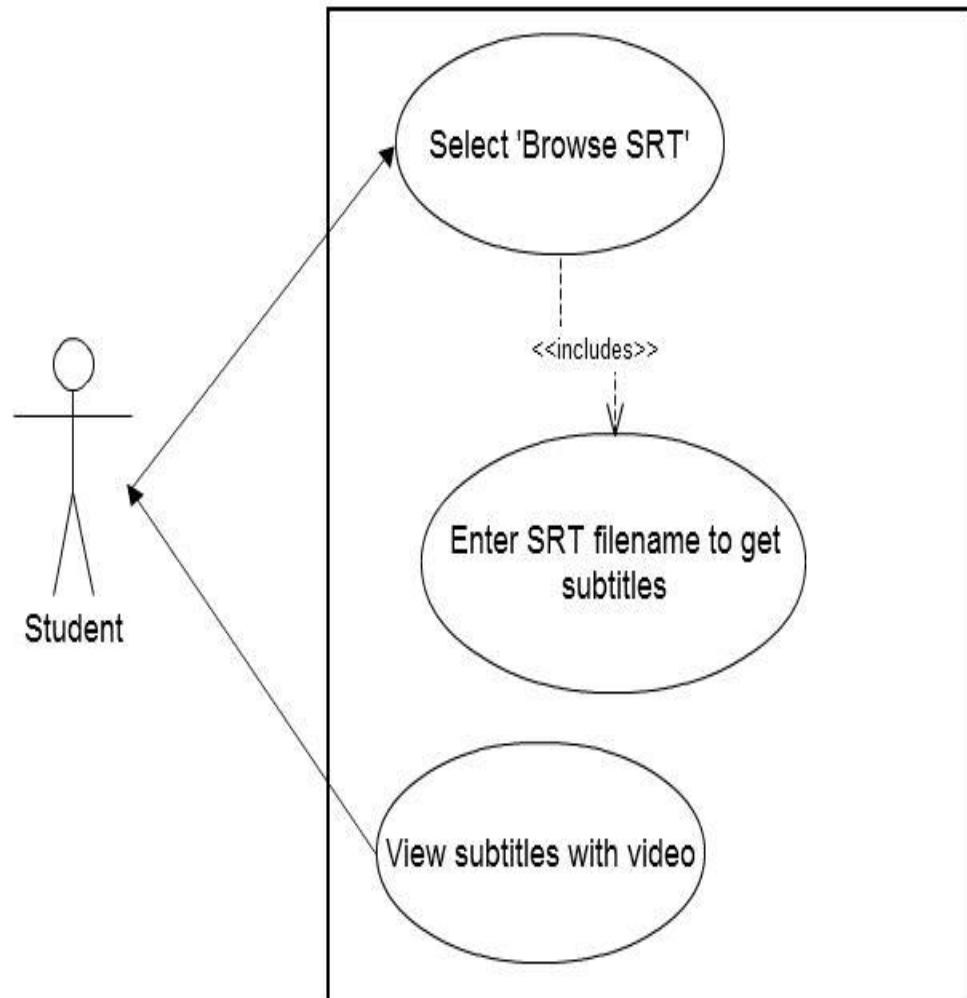 Select 'Browse SRT'
<<includes>>
Enter SRT filename to get
subtitles
Student
View subtitles with video